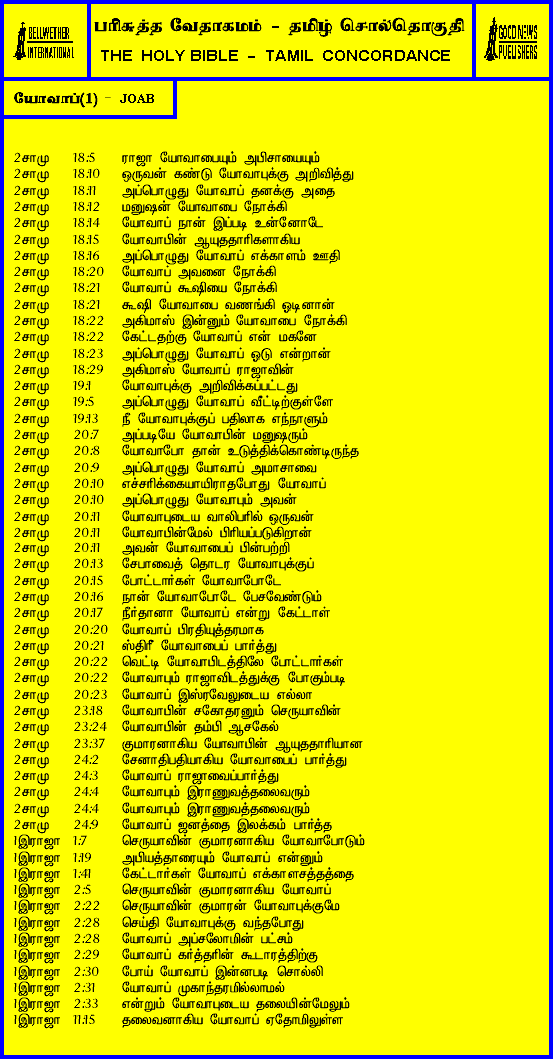 BELLWETHER
INTERNATIONAL
பரிசுத்த வேதாகமம் - தமிழ் சொல்தொகுதி
THE HOLY BIBLE - TAMIL CONCORDANCE
GOOD NEWS
PUBLISHERS
யோவாப்(1) - JOAB
2சாமு 18:5 ராஜா யோவாபையும் அபிசாயையும்
2சாமு 18:10 ஒருவன் கண்டு யோவாபுக்கு அறிவித்து
2சாமு 18:11 அப்பொழுது யோவாப் தனக்கு அதை
2சாமு 18:12 மனுஷன் யோவாபை நோக்கி
2சாமு 18:14 யோவாப் நான் இப்படி உன்னோடே
2சாமு 18:15 யோவாபின் ஆயுததாரிகளாகிய
2சாமு 18:16 அப்பொழுது யோவாப் எக்காளம் ஊதி
2சாமு 18:20 யோவாப் அவனை நோக்கி
2சாமு 18:21 யோவாப் கூஷியை நோக்கி
2சாமு 18:21 கூஷி யோவாபை வணங்கி ஓடினான்
2சாமு 18:22 அகிமாஸ் இன்னும் யோவாபை நோக்கி
2சாமு 18:22 கேட்டதற்கு யோவாப் என் மகனே
2சாமு 18:23 அப்பொழுது யோவாப் ஓடு என்றான்
2சாமு 18:29 அகிமாஸ் யோவாப் ராஜாவின்
2சாமு 19:1 யோவாபுக்கு அறிவிக்கப்பட்டது
2சாமு 19:5 அப்பொழுது யோவாப் வீட்டிற்குள்ளே
2சாமு 19:13 நீ யோவாபுக்குப் பதிலாக எந்நாளும்
2சாமு 20:7 அப்படியே யோவாபின் மனுஷரும்
2சாமு 20:8 யோவாபோ தான் உடுத்திக்கொண்டிருந்த
2சாமு 20:9 அப்பொழுது யோவாப் அமாசாவை
2சாமு 20:10 எச்சரிக்கையாயிராதபோது யோவாப்
2சாமு 20:10 அப்பொழுது யோவாபும் அவன்
2சாமு 20:11 யோவாபுடைய வாலிபரில் ஒருவன்
2சாமு 20:11 யோவாபின்மேல் பிரியப்படுகிறான்
2சாமு 20:11 அவன் யோவாபைப் பின்பற்றி
2சாமு 20:13 சேபாவைத் தொடர யோவாபுக்குப்
2சாமு 20:15 போட்டார்கள் யோவாபோடே
2சாமு 20:16 நான் யோவாபோடே பேசவேண்டும்
2சாமு 20:17 நீர்தானா யோவாப் என்று கேட்டாள்
2சாமு 20:20 யோவாப் பிரதியுத்தரமாக
2சாமு 20:21 ஸ்திரீ யோவாபைப் பார்த்து
2சாமு 20:22 வெட்டி யோவாபிடத்திலே போட்டார்கள்
2சாமு 20:22 யோவாபும் ராஜாவிடத்துக்கு போகும்படி
2சாமு 20:23 யோவாப் இஸ்ரவேலுடைய எல்லா
2சாமு 23:18 யோவாபின் சகோதரனும் செருயாவின்
2சாமு 23:24 யோவாபின் தம்பி ஆசகேல்
2சாமு 23:37 குமாரனாகிய யோவாபின் ஆயுததாரியான
2சாமு 24:2 சேனாதிபதியாகிய யோவாபைப் பார்த்து
2சாமு 24:3 யோவாப் ராஜாவைப்பார்த்து
2சாமு 24:4 யோவாபும் இராணுவத்தலைவரும்
2சாமு 24:4 யோவாபும் இராணுவத்தலைவரும்
2சாமு 24:9 யோவாப் ஜனத்தை இலக்கம் பார்த்த
1இராஜா 1:7 செருயாவின் குமாரனாகிய யோவாபோடும்
1இராஜா 1:19 அபியத்தாரையும் யோவாப் என்னும்
1இராஜா 1:41 கேட்டார்கள் யோவாப் எக்காளசத்தத்தை
1இராஜா 2:5 செருயாவின் குமாரனாகிய யோவாப்
1இராஜா 2:22 செருயாவின் குமாரன் யோவாபுக்குமே
1இராஜா 2:28 செய்தி யோவாபுக்கு வந்தபோது
1இராஜா 2:28 யோவாப் அப்சலோமின் பட்சம்
1இராஜா 2:29 யோவாப் கர்த்தரின் கூடாரத்திற்கு
1இராஜா 2:30 போய் யோவாப் இன்னபடி சொல்லி
1இராஜா 2:31 யோவாப் முகாந்தரமில்லாமல்
1இராஜா 2:33 என்றும் யோவாபுடைய தலையின்மேலும்
1இராஜா 11:15 தலைவனாகிய யோவாப் ஏதோமிலுள்ள